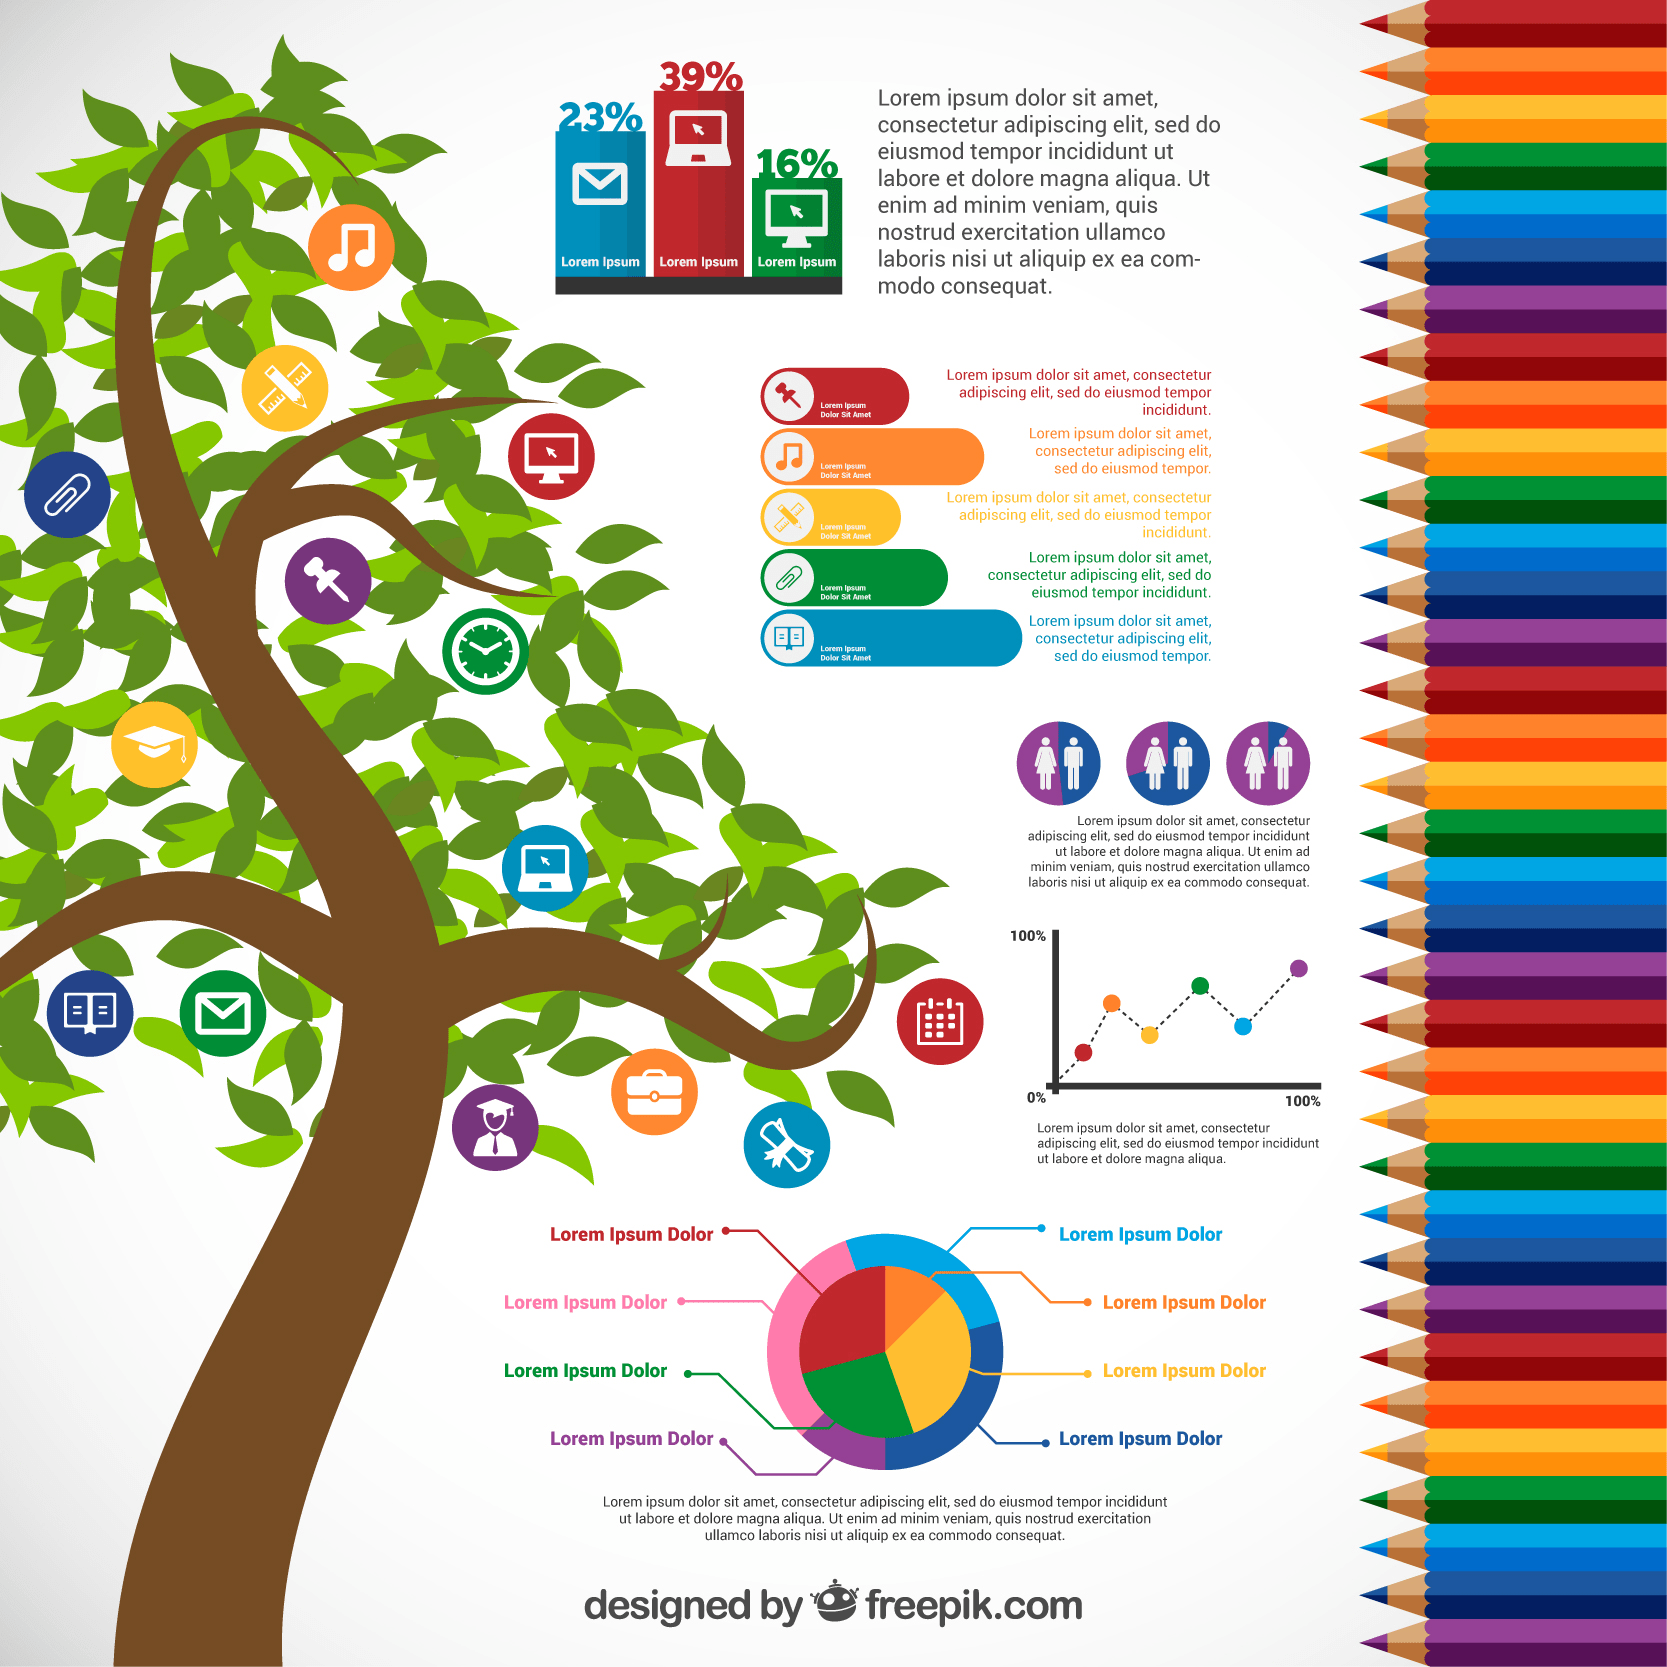 39%
23%
16%
Lorem Ipsum
Lorem Ipsum
Lorem Ipsum
Lorem ipsum dolor sit amet,
consectetur adipiscing elit, sed do
eiusmod tempor incididunt ut
labore et dolore magna aliqua. Ut
enim ad minim veniam, quis
nostrud exercitation ullamco
laboris nisi ut aliquip ex ea com-
modo consequat.
Lorem Ipsum
Dolor Sit Amet
Lorem ipsum dolor sit amet, consectetur
adipiscing elit, sed do eiusmod tempor
incididunt.
Lorem Ipsum
Dolor Sit Amet
Lorem ipsum dolor sit amet,
consectetur adipiscing elit,
sed do eiusmod tempor.
Lorem Ipsum
Dolor Sit Amet
Lorem ipsum dolor sit amet, consectetur
adipiscing elit, sed do eiusmod tempor
incididunt.
Lorem Ipsum
Dolor Sit Amet
Lorem ipsum dolor sit amet,
consectetur adipiscing elit, sed do
eiusmod tempor incididunt.
Lorem Ipsum
Dolor Sit Amet
Lorem ipsum dolor sit amet,
consectetur adipiscing elit,
sed do eiusmod tempor.
Lorem ipsum dolor sit amet, consectetur
adipiscing elit, sed do eiusmod tempor incididunt
ut labore et dolore magna aliqua. Ut enim ad
minim veniam, quis nostrud exercitation ullamco
laboris nisi ut aliquip ex ea commodo consequat.
100%
0%
100%
Lorem ipsum dolor sit amet, consectetur
adipiscing elit, sed do eiusmod tempor incididunt
ut labore et dolore magna aliqua.
Lorem Ipsum Dolor
Lorem Ipsum Dolor
Lorem Ipsum Dolor
Lorem Ipsum Dolor
Lorem Ipsum Dolor
Lorem Ipsum Dolor
Lorem Ipsum Dolor
Lorem Ipsum Dolor
Lorem ipsum dolor sit amet, consectetur adipiscing elit, sed do eiusmod tempor incididunt
ut labore et dolore magna aliqua. Ut enim ad minim veniam, quis nostrud exercitation
ullamco laboris nisi ut aliquip ex ea commodo consequat.
designed by freepik.com